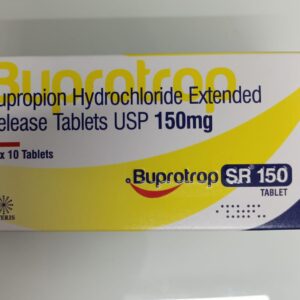 Buprotrop
upropion Hydrochloride Extended
elease Tablets USP 150mg
x 10 Tablets
Buprotrop SR 150
TABLET